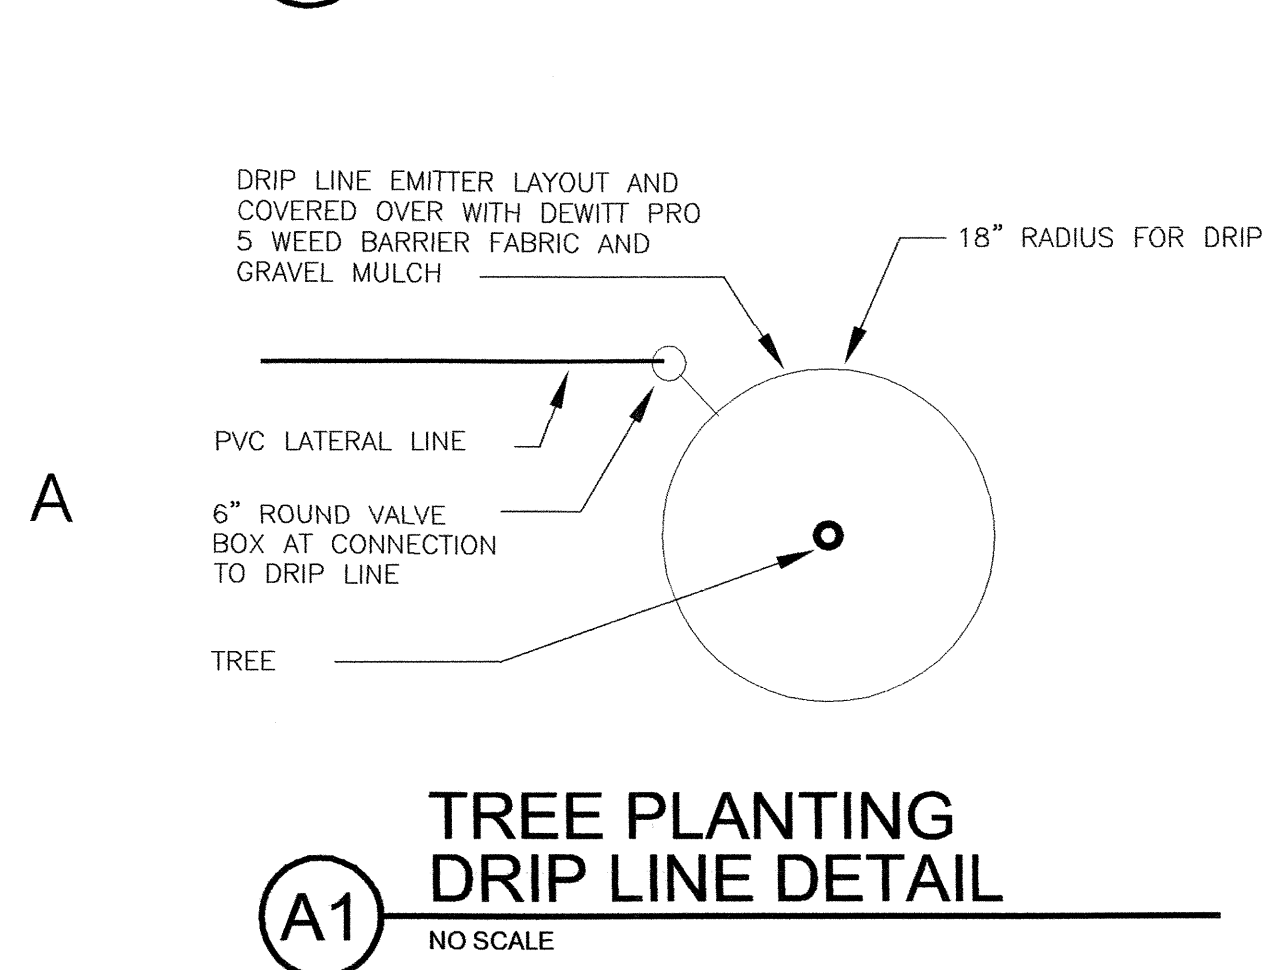 DRIP LINE EMITTER LAYOUT AND
COVERED OVER WITH DEWITT PRO
5 WEED BARRIER FABRIC AND
GRAVEL MULCH
18" RADIUS FOR DRIP
PVC LATERAL LINE
A
6" ROUND VALVE
BOX AT CONNECTION
TO DRIP LINE
TREE
TREE PLANTING
DRIP LINE DETAIL
A1
NO SCALE